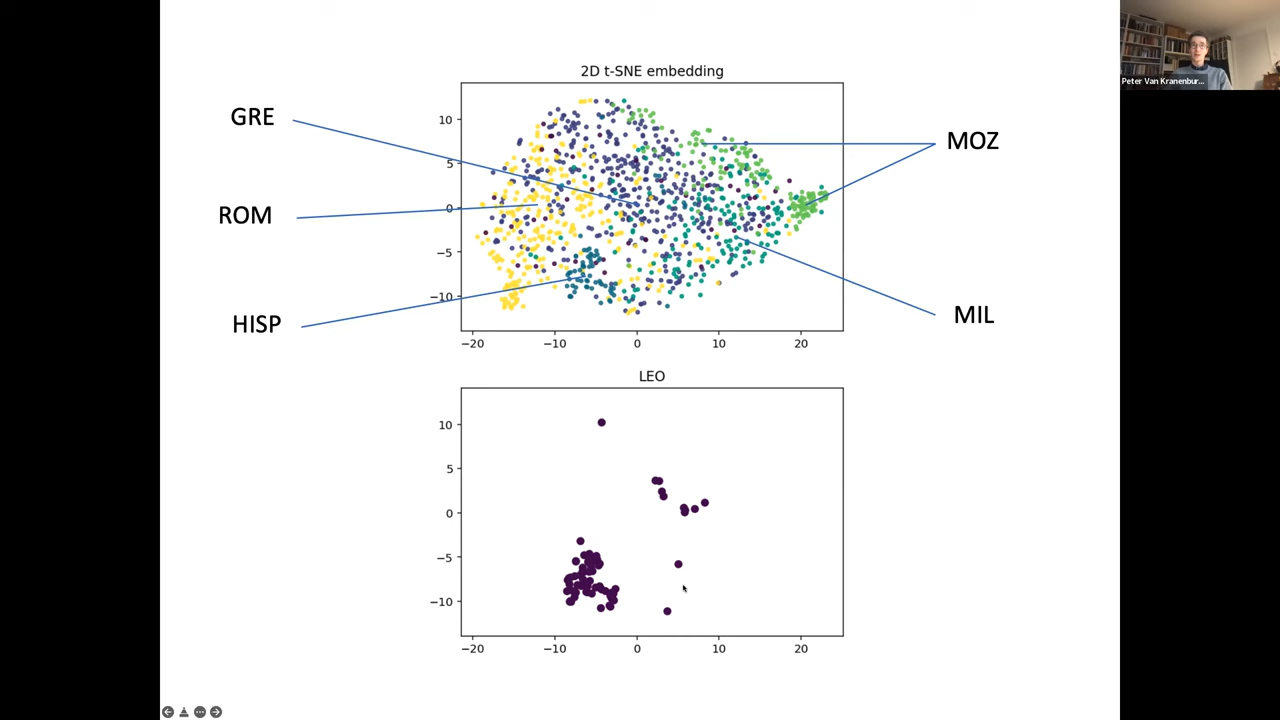 Peter Van Kranenbur...
2D t-SNE embedding
GRE
ROM
HISP
MOZ
MIL
10
5
0
−5
−10
−20 −10 0 10 20
LEO
10
5
0
−5
−10
−20 −10 0 10 20